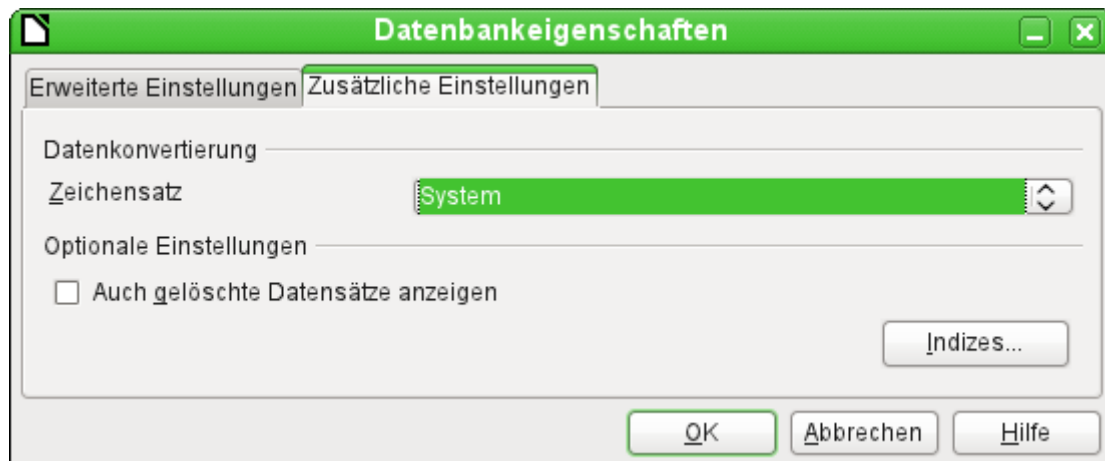 Datenbankeigenschaften
Erweiterte Einstellungen Zusätzliche Einstellungen
Datenkonvertierung
Zeichensatz System
Optionale Einstellungen
Auch gelöschte Datensätze anzeigen
Indizes...
OK Abbrechen Hilfe